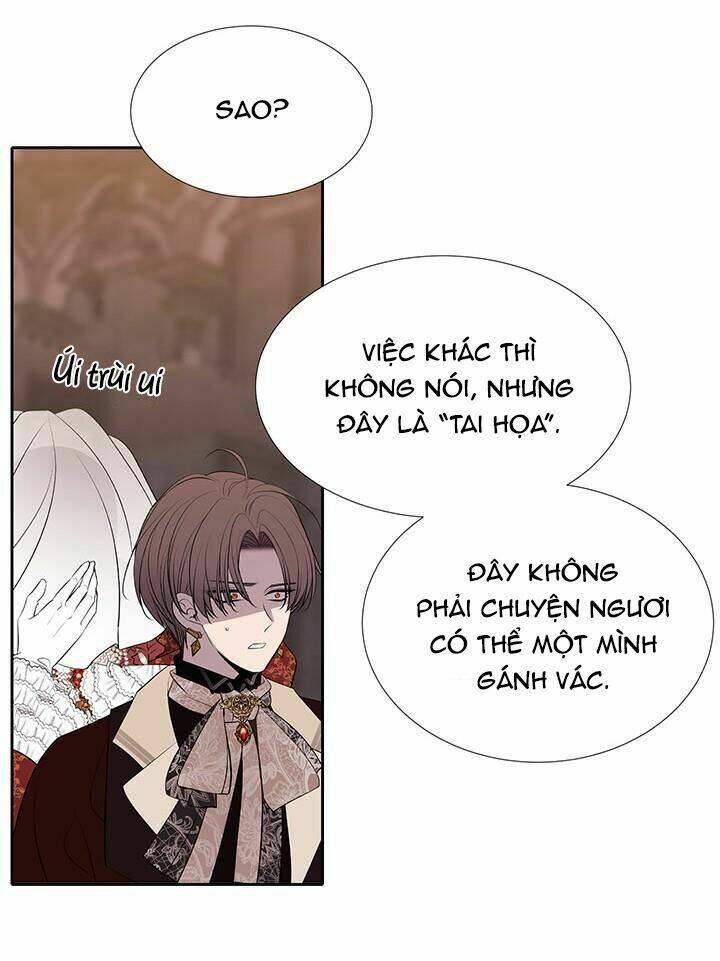 SAO?
VIỆC KHÁC THÌ
KHÔNG NÓI, NHƯNG
ĐÂY LÀ "TAI HỌA".
Úi trùi ui
ĐÂY KHÔNG
PHẢI CHUYỆN NGƯƠI
CÓ THỂ MỘT MÌNH
GÁNH VÁC.